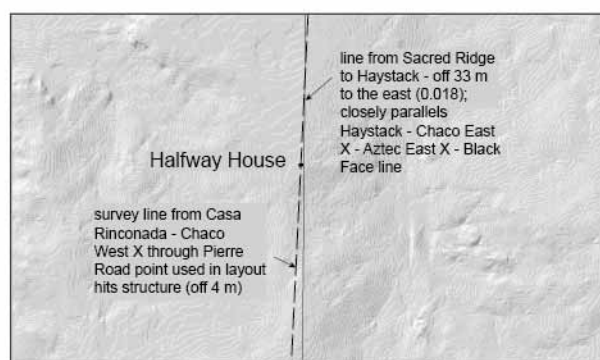 line from Sacred Ridge
to Haystack - off 33 m
to the east (0.018);
closely parallels
Haystack - Chaco East
X - Aztec East X - Black
Face line
Halfway House
survey line from Casa
Rinconada - Chaco
West X through Pierre
Road point used in layout
hits structure (off 4 m)